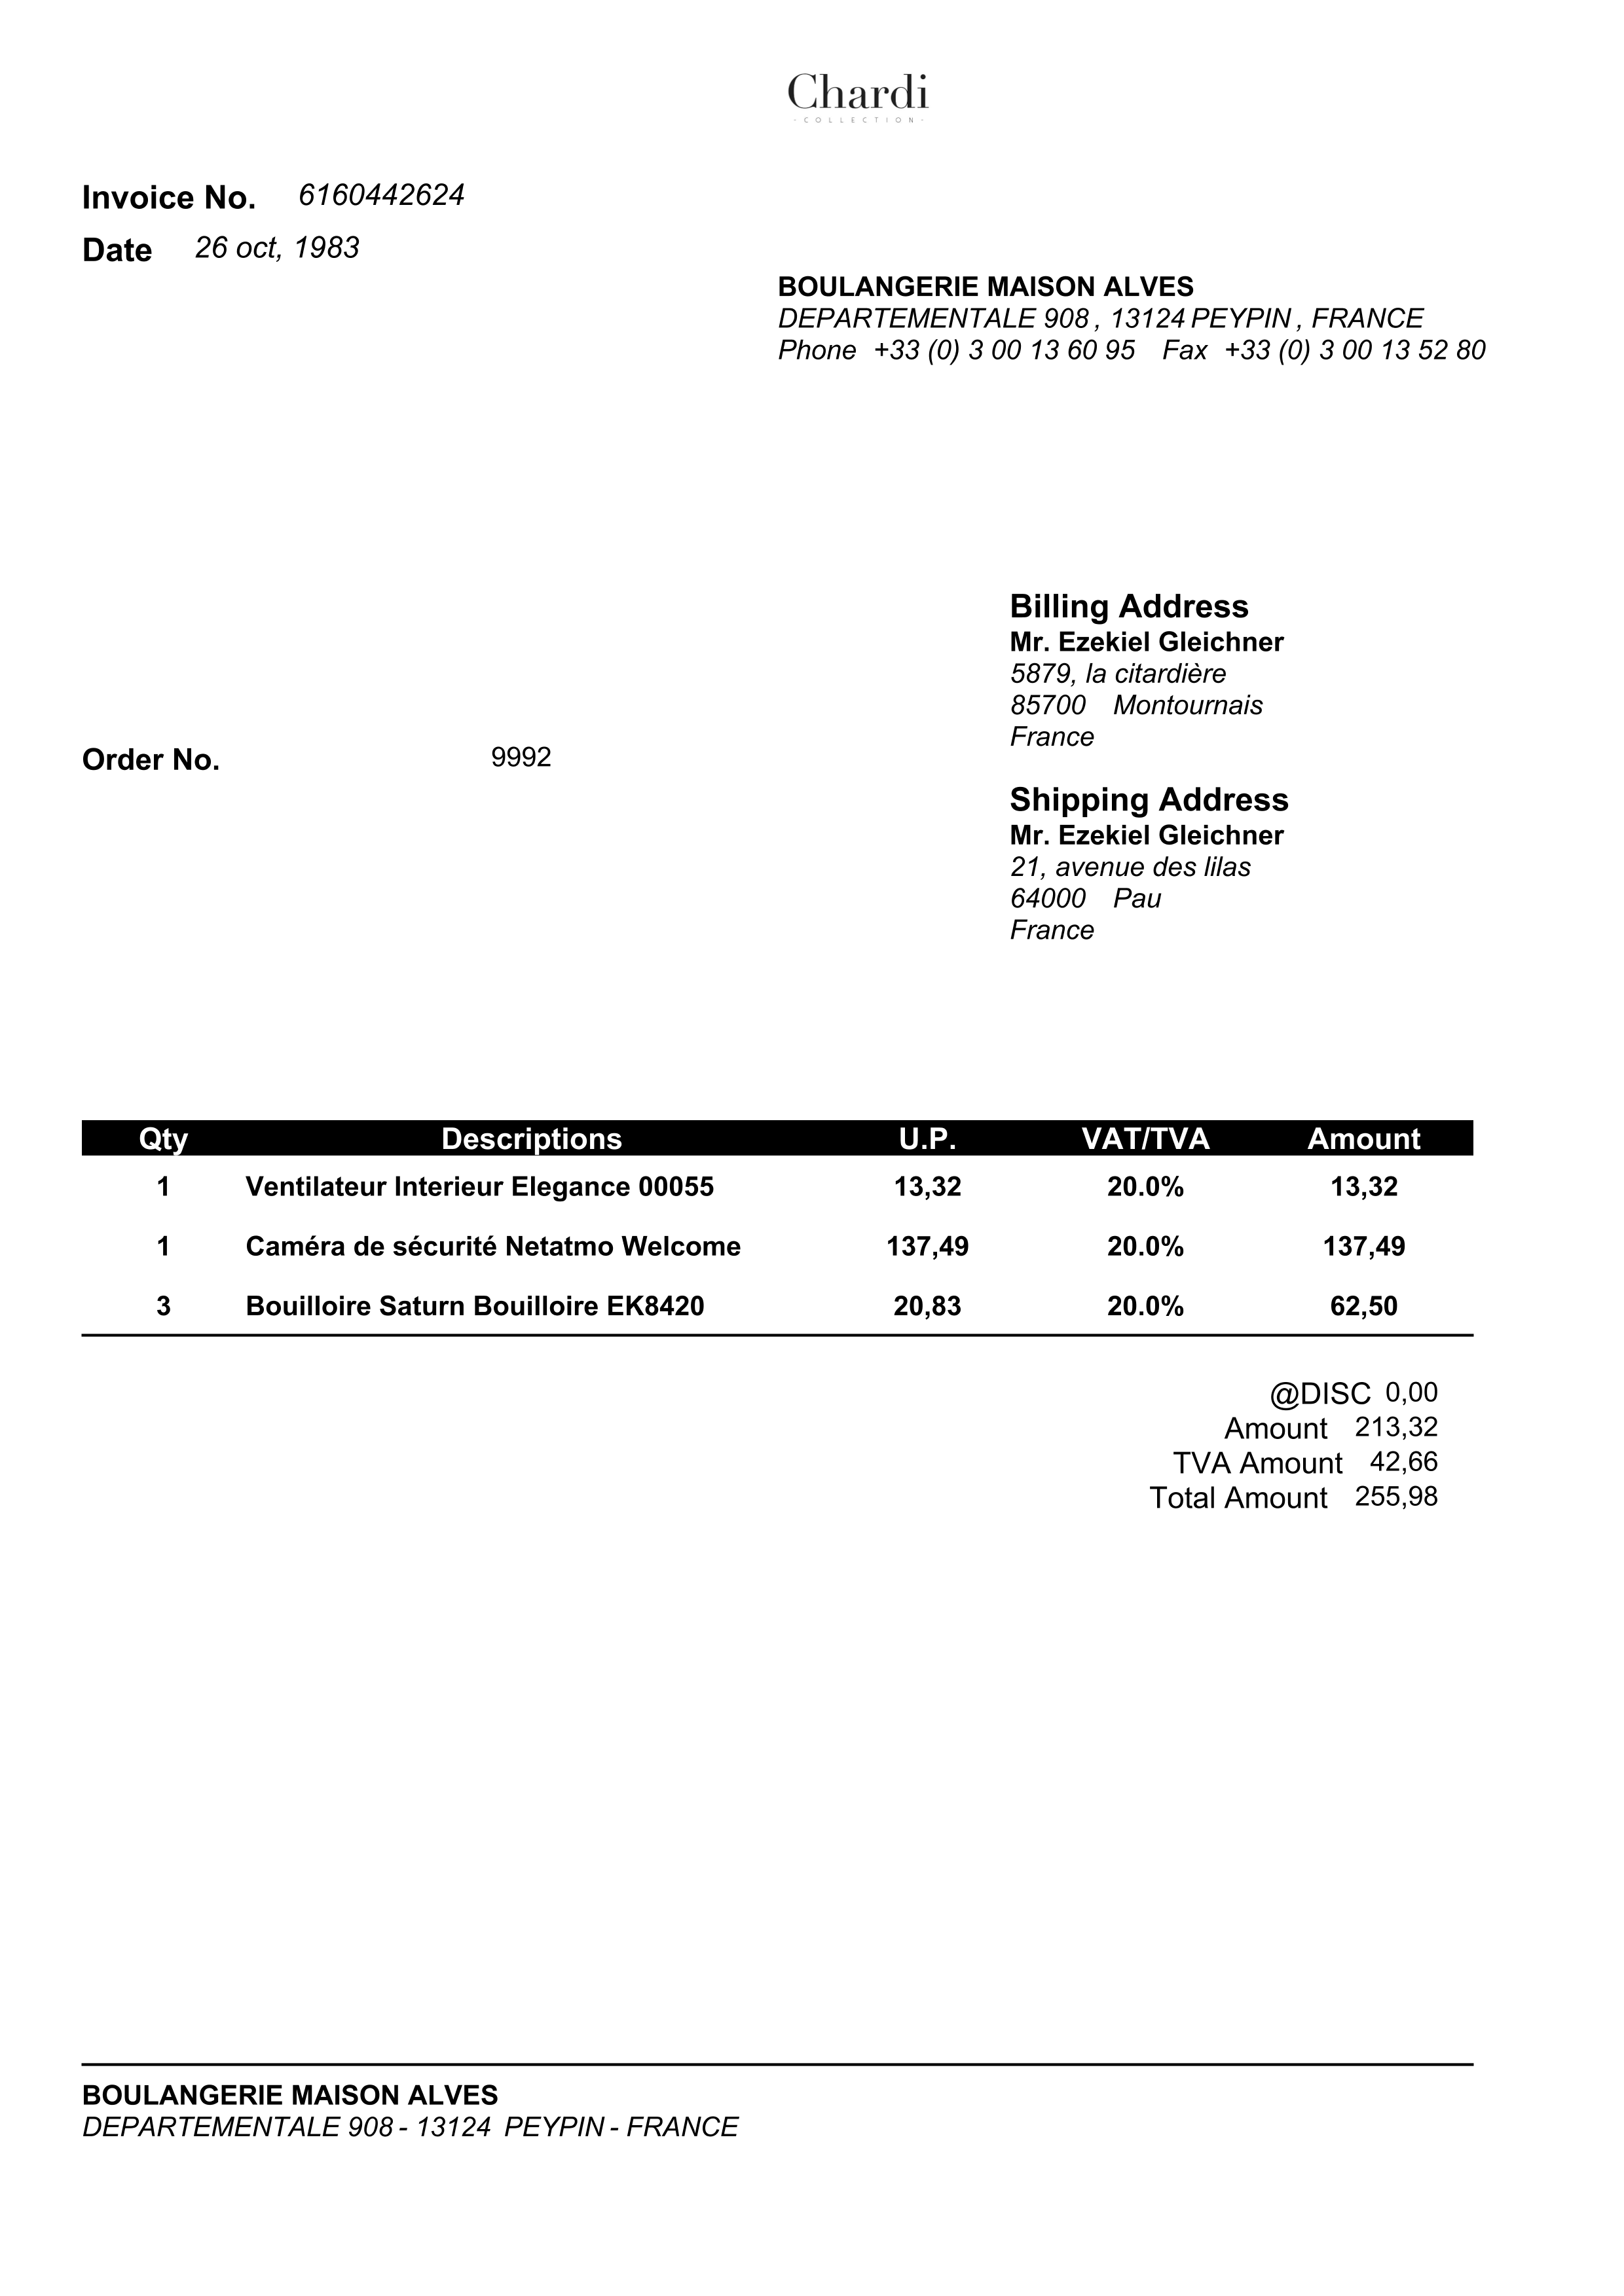 Chardi
· COLLECTION ·
Invoice No. 6160442624
Date 26 oct, 1983
BOULANGERIE MAISON ALVES
DEPARTEMENTALE 908 , 13124 PEYPIN , FRANCE
Phone +33 (0) 3 00 13 60 95 Fax +33 (0) 3 00 13 52 80
Billing Address
Mr. Ezekiel Gleichner
5879, la citardière
85700 Montournais
France
Order No. 9992
Shipping Address
Mr. Ezekiel Gleichner
21, avenue des lilas
64000 Pau
France
Qty Descriptions U.P. VAT/TVA Amount
1 Ventilateur Interieur Elegance 00055 13,32 20.0% 13,32
1 Caméra de sécurité Netatmo Welcome 137,49 20.0% 137,49
3 Bouilloire Saturn Bouilloire EK8420 20,83 20.0% 62,50
@DISC 0,00
Amount 213,32
TVA Amount 42,66
Total Amount 255,98
BOULANGERIE MAISON ALVES
DEPARTEMENTALE 908 - 13124 PEYPIN - FRANCE